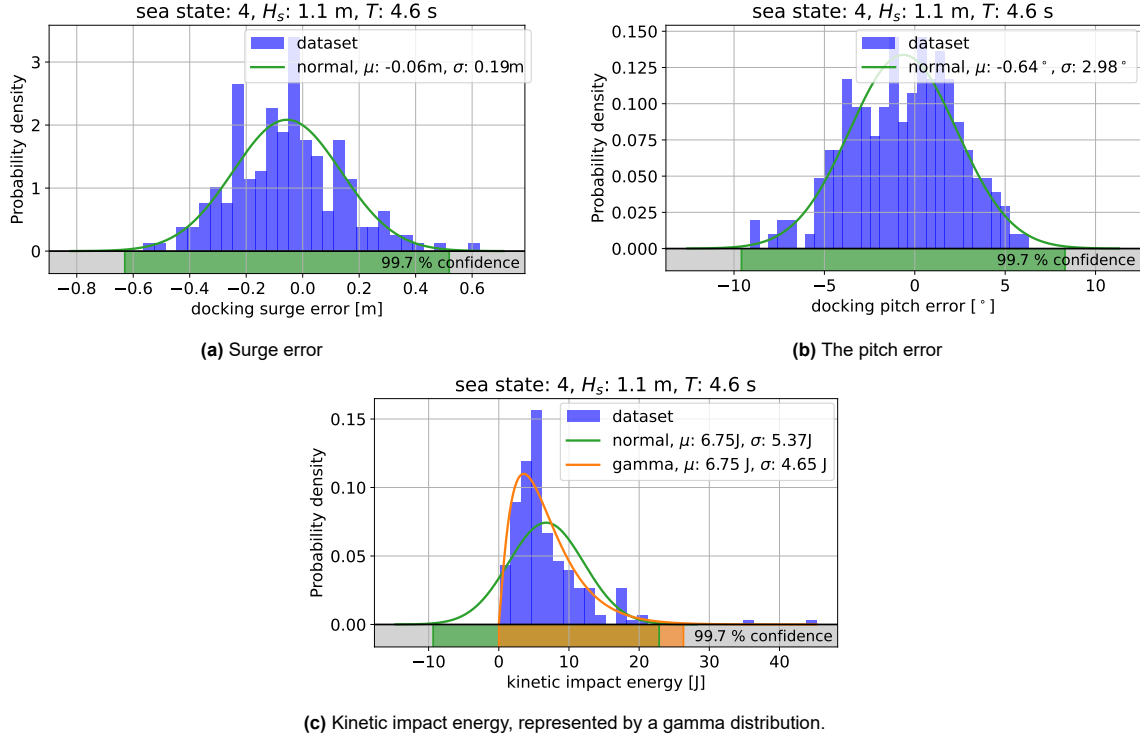 sea state: 4, H_s: 1.1 m, T: 4.6 s
dataset
normal, μ: -0.06m, σ: 0.19m
Probability density
3
2
1
0
99.7 % confidence
−0.8 −0.6 −0.4 −0.2 0.0 0.2 0.4 0.6
docking surge error [m]
(a) Surge error
sea state: 4, H_s: 1.1 m, T: 4.6 s
dataset
normal, μ: -0.64°, σ: 2.98°
Probability density
0.150
0.125
0.100
0.075
0.050
0.025
0.000
99.7 % confidence
−10 −5 0 5 10
docking pitch error [°]
(b) The pitch error
sea state: 4, H_s: 1.1 m, T: 4.6 s
dataset
normal, μ: 6.75J, σ: 5.37J
gamma, μ: 6.75 J, σ: 4.65 J
Probability density
0.15
0.10
0.05
0.00
99.7 % confidence
−10 0 10 20 30 40
kinetic impact energy [J]
(c) Kinetic impact energy, represented by a gamma distribution.